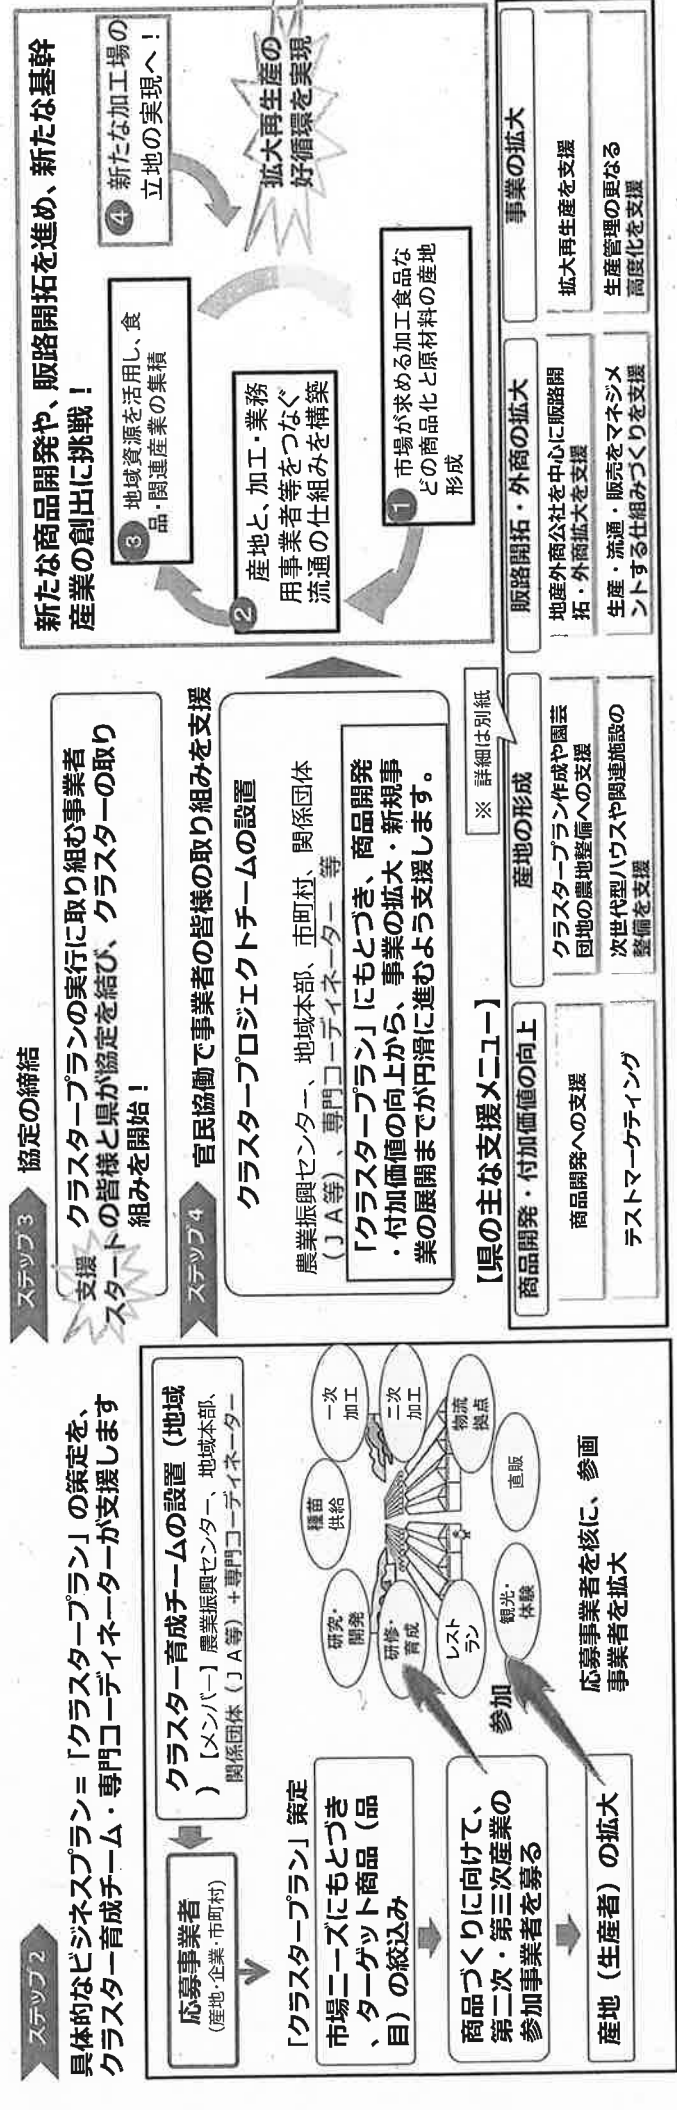 ステップ2
具体的なビジネスプラン=「クラスタープラン」の策定を、
クラスター育成チーム・専門コーディネーターが支援します
応募事業者
(産地・企業・市町村)
クラスター育成チームの設置(地域
)【メンバー】農業振興センター、地域本部、
関係団体(JA等)+専門コーディネーター
「クラスタープラン」策定
市場ニーズにもとづき
、ターゲット商品(品
目)の絞込み
商品づくりに向けて、
第二次・第三次産業の
参加事業者を募る
産地(生産者)の拡大
参加
研究・
開発
種苗
供給
一次
加工
研修・
育成
二次
加工
レスト
ラン
物流
拠点
観光・
体験
直販
応募事業者を核に、参画
事業者を拡大
ステップ3
協定の締結
支援
スタート
クラスタープランの実行に取り組む事業者
の皆様と県が協定を結び、クラスターの取り
組みを開始!
ステップ4
官民協働で事業者の皆様の取り組みを支援
クラスタープロジェクトチームの設置
農業振興センター、地域本部、市町村、関係団体
(JA等)、専門コーディネーター 等
「クラスタープラン」にもとづき、商品開発
・付加価値の向上から、事業の拡大・新規事
業の展開までが円滑に進むよう支援します。
新たな商品開発や、販路開拓を進め、新たな基幹
産業の創出に挑戦!
③ 地域資源を活用し、食
品・関連産業の集積
④ 新たな加工場の
立地の実現へ!
② 産地と、加工・業務
用事業者等をつなぐ
流通の仕組みを構築
拡大再生産の
好循環を実現
① 市場が求める加工食品な
どの商品化と原材料の産地
形成
【県の主な支援メニュー】
※ 詳細は別紙
商品開発・付加価値の向上
商品開発への支援
テストマーケティング
産地の形成
クラスタープラン作成や園芸
団地の農地整備への支援
次世代型ハウスや関連施設の
整備を支援
販路開拓・外商の拡大
地産外商公社を中心に販路開
拓・外商拡大を支援
生産・流通・販売をマネジメ
ントする仕組みづくりを支援
事業の拡大
拡大再生産を支援
生産管理の更なる
高度化を支援